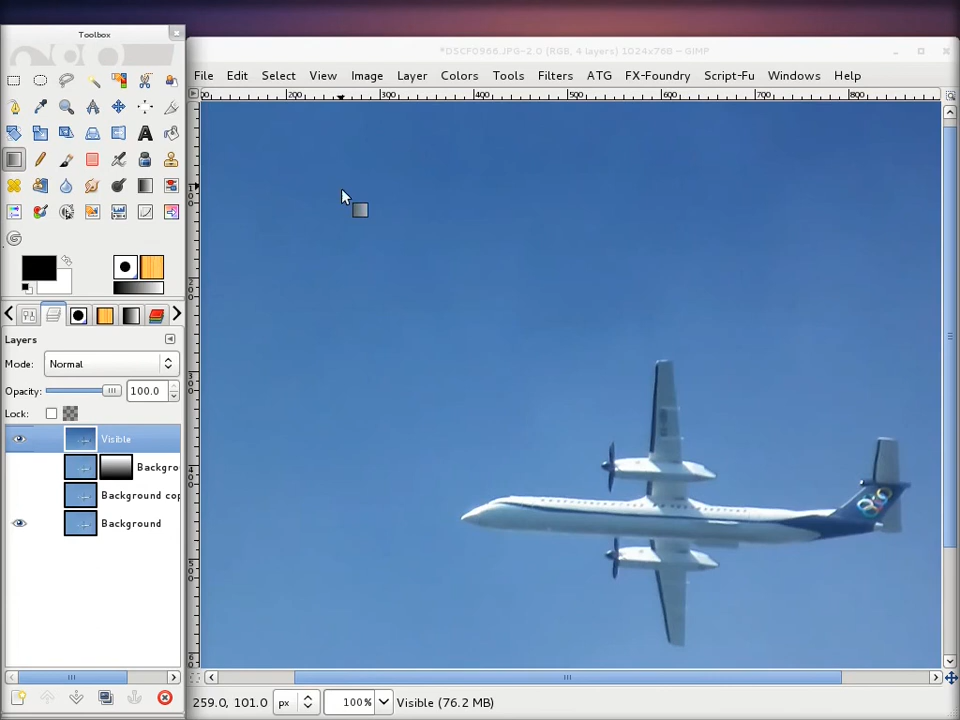 Toolbox
*DSCF0966.JPG-2.0 (RGB, 4 layers) 1024x768 – GIMP
File Edit Select View Image Layer Colors Tools Filters ATG FX-Foundry Script-Fu Windows Help
200 300 400 500 600 700 800
Layers
Mode: Normal
Opacity: 100.0
Lock:
Visible
Backgro
Background cop
Background
259.0, 101.0 px 100% Visible (76.2 MB)